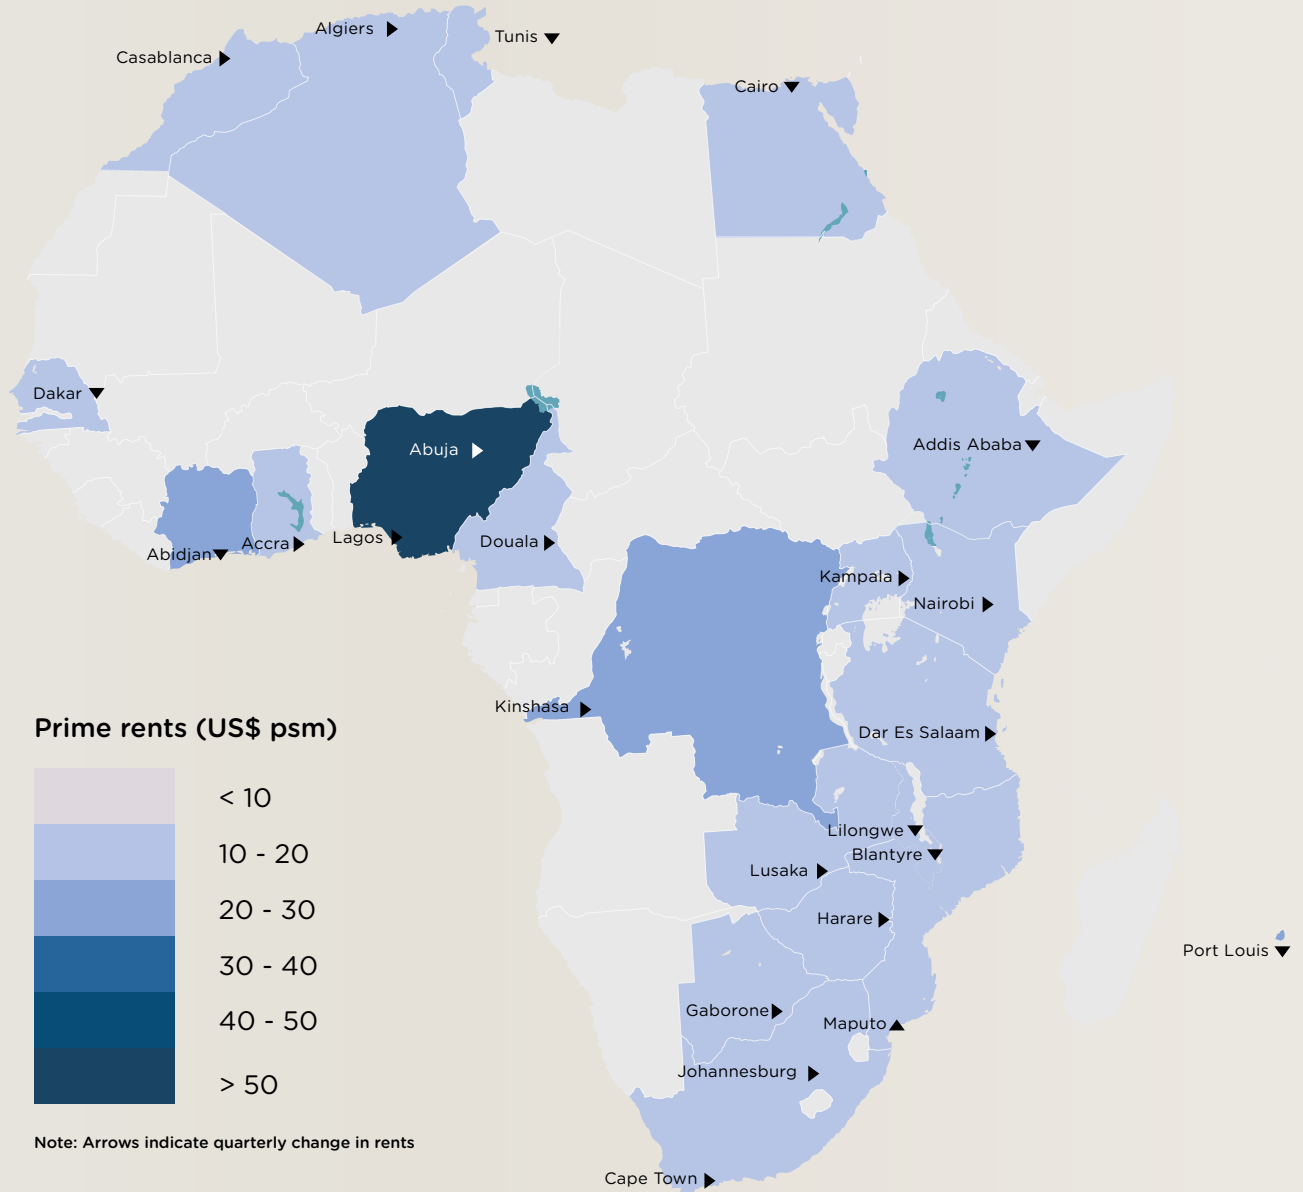 Algiers
Tunis
Casablanca
Cairo
Dakar
Addis Ababa
Abuja
Lagos
Douala
Accra
Abidjan
Kampala
Nairobi
Kinshasa
Dar Es Salaam
Lilongwe
Blantyre
Lusaka
Harare
Port Louis
Gaborone
Maputo
Johannesburg
Cape Town
Prime rents (US$ psm)
< 10
10 - 20
20 - 30
30 - 40
40 - 50
> 50
Note: Arrows indicate quarterly change in rents